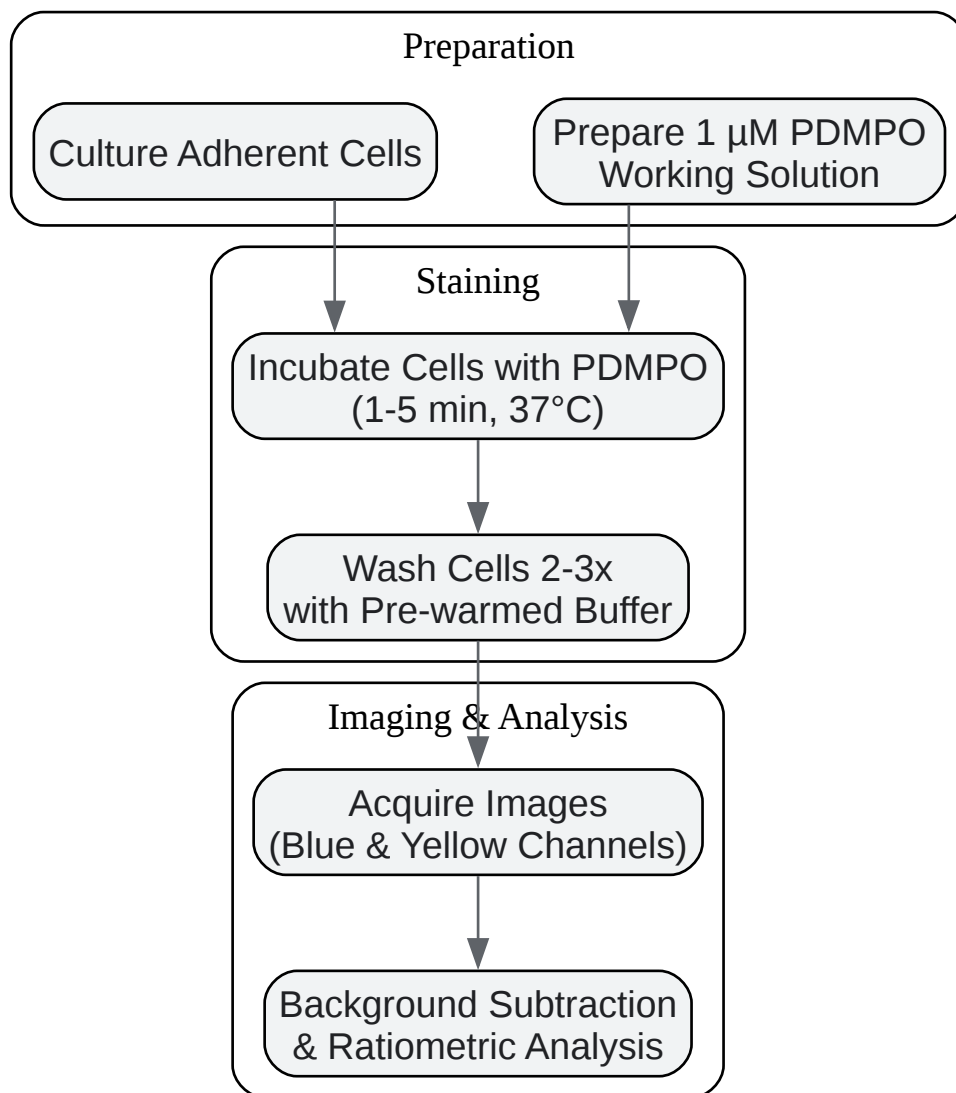 Preparation
Culture Adherent Cells
Prepare 1 µM PDMPO
Working Solution
Staining
Incubate Cells with PDMPO
(1-5 min, 37°C)
Wash Cells 2-3x
with Pre-warmed Buffer
Imaging & Analysis
Acquire Images
(Blue & Yellow Channels)
Background Subtraction
& Ratiometric Analysis